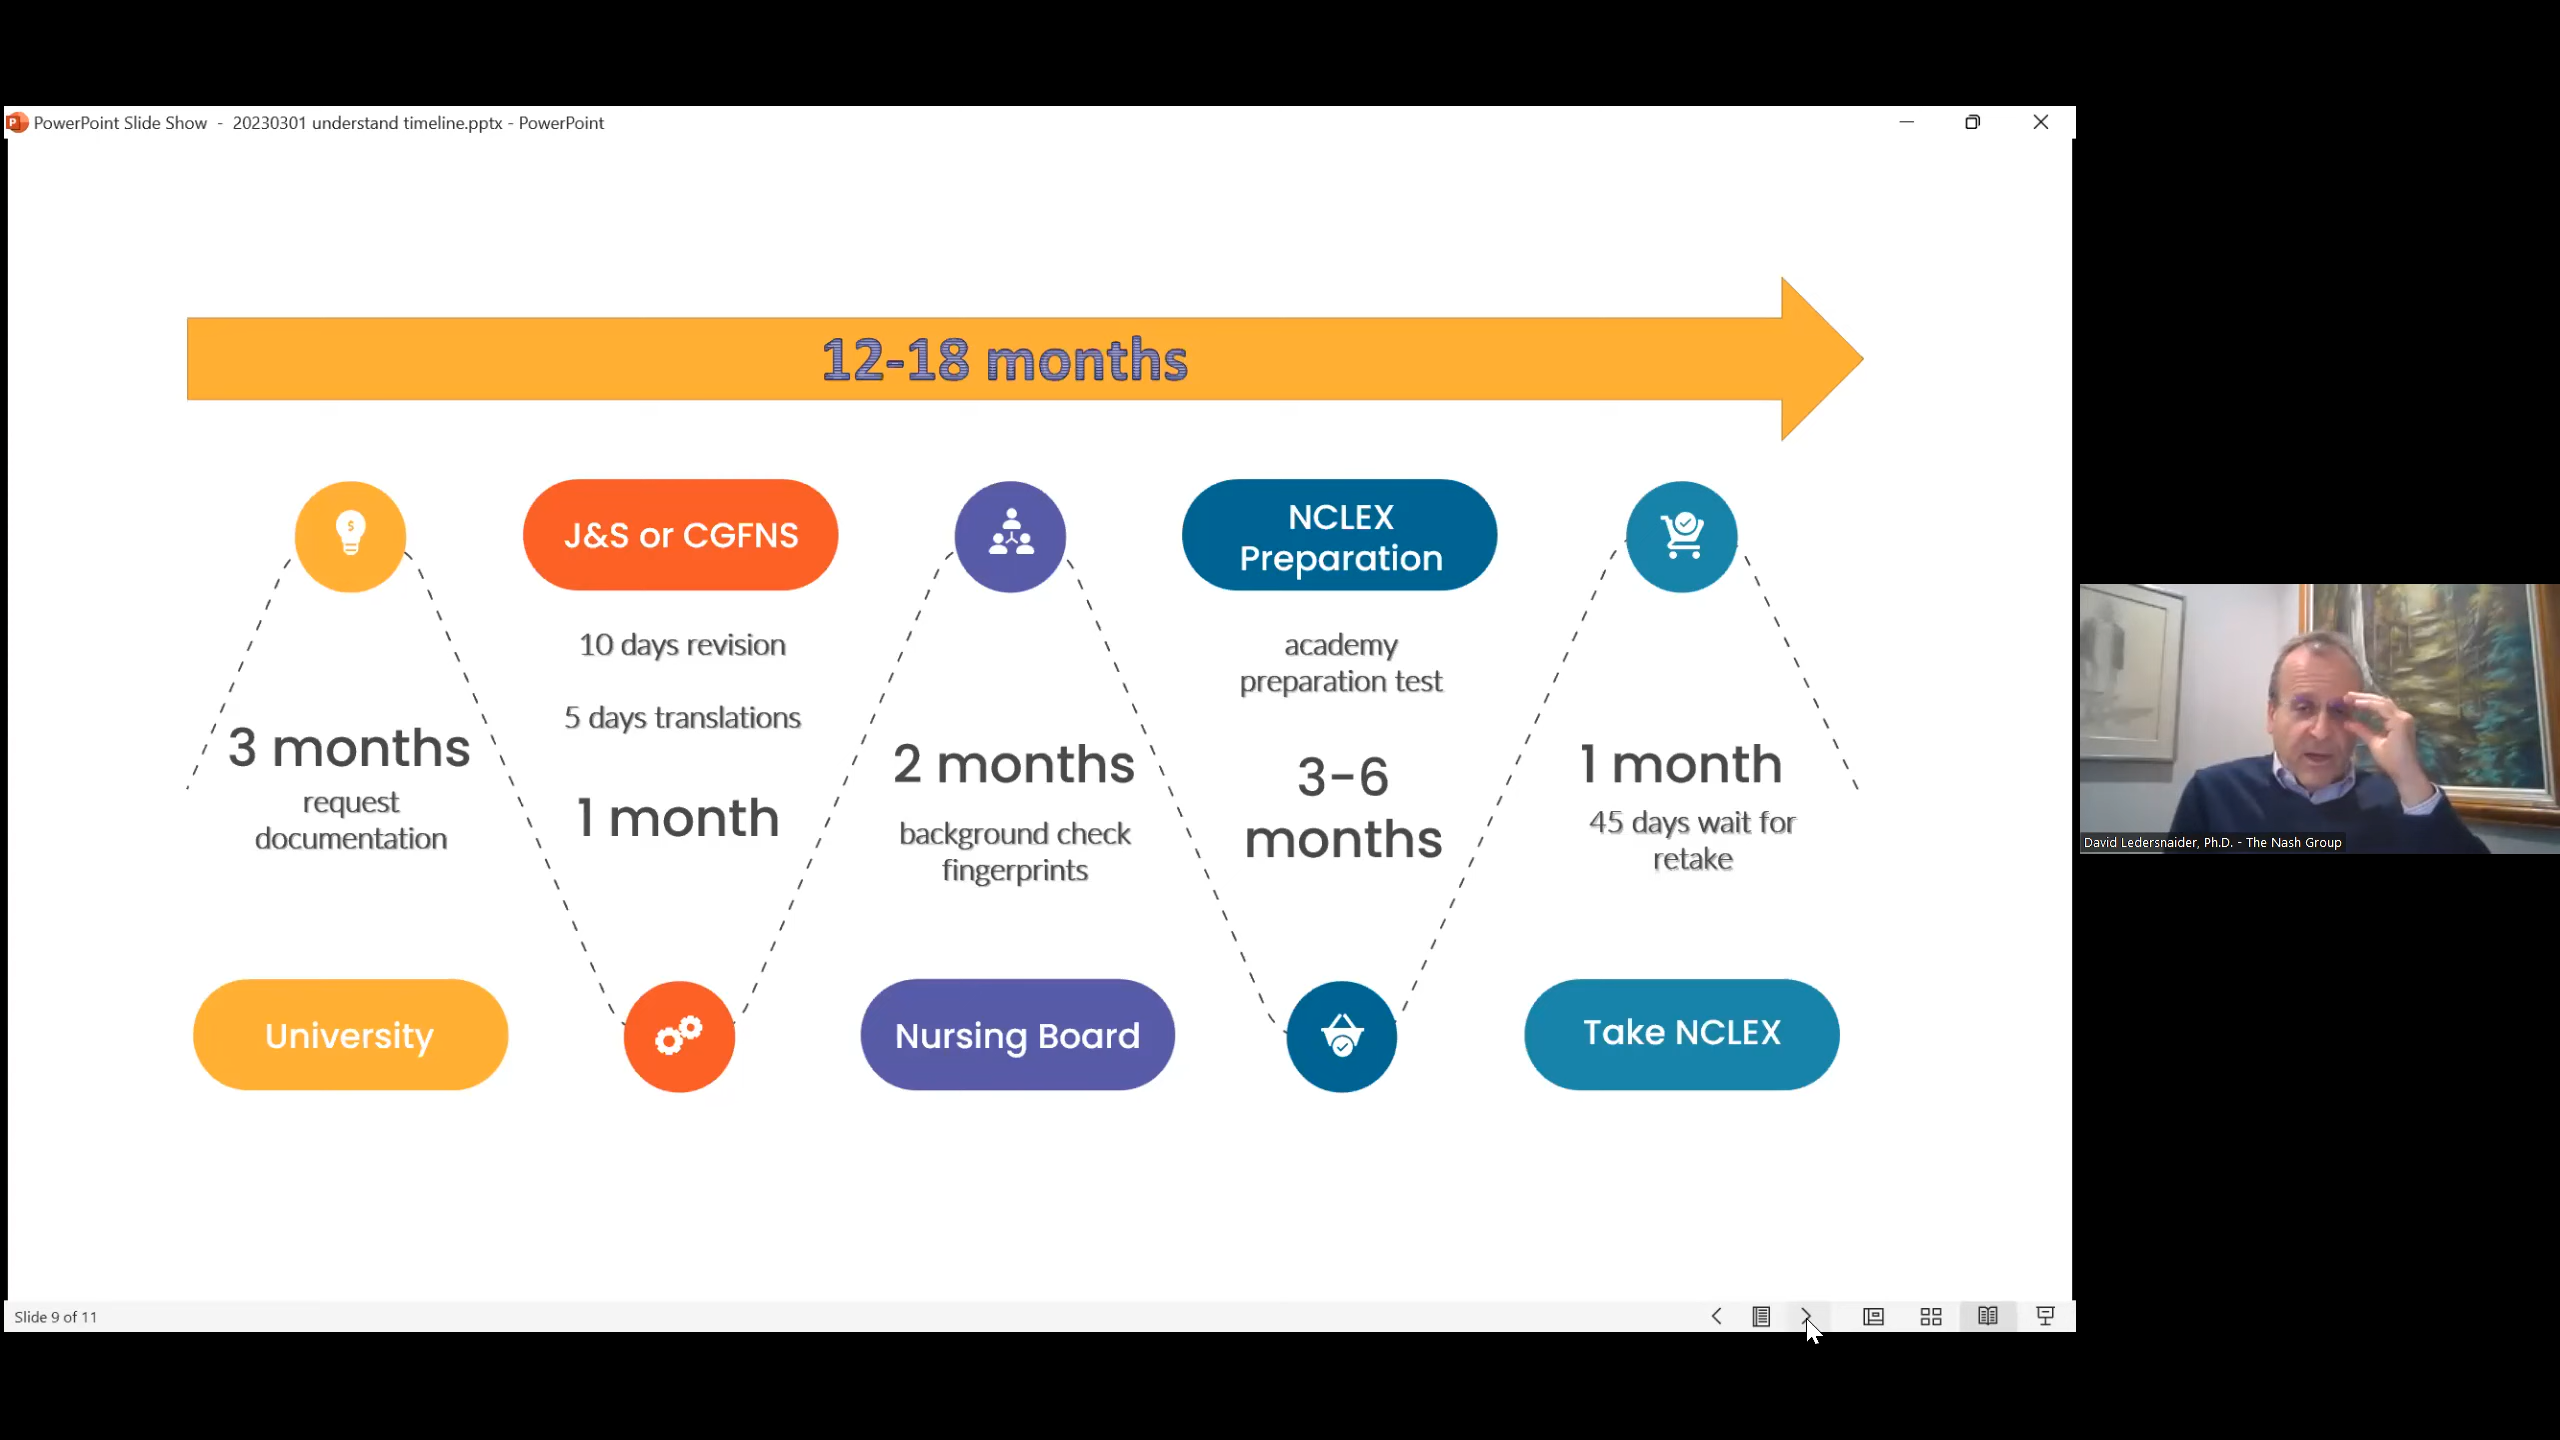 PowerPoint Slide Show - 20230301 understand timeline.pptx - PowerPoint
12-18 months
J&S or CGFNS
NCLEX
Preparation
10 days revision
5 days translations
academy
preparation test
3 months
request
documentation
1 month
2 months
background check
fingerprints
3-6
months
1 month
45 days wait for
retake
University
Nursing Board
Take NCLEX
David Ledersnaider, Ph.D. - The Nash Group
Slide 9 of 11